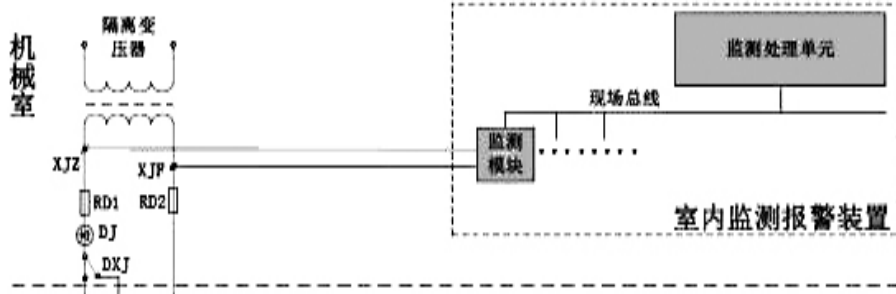 机械室
隔离变
压器
监测处理单元
现场总线
监测
模块
XJZ
XJF
RD1
RD2
DJ
DXJ
室内监测报警装置